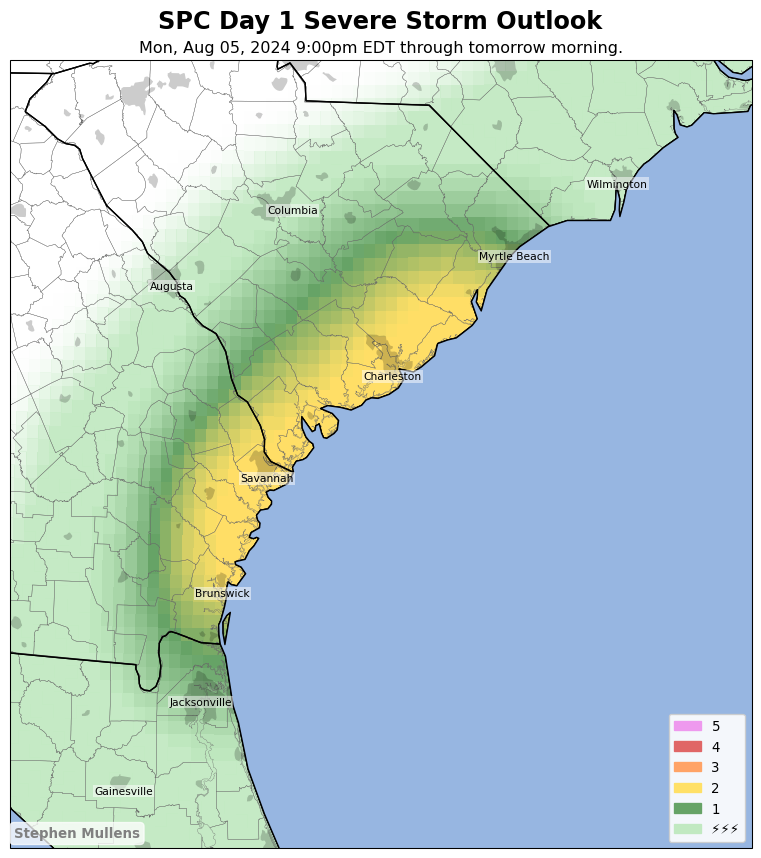 SPC Day 1 Severe Storm Outlook
Mon, Aug 05, 2024 9:00pm EDT through tomorrow morning.
Wilmington
Columbia
Myrtle Beach
Augusta
Charleston
Savannah
Brunswick
Jacksonville
Gainesville
5
4
3
2
1
⚡⚡⚡
Stephen Mullens